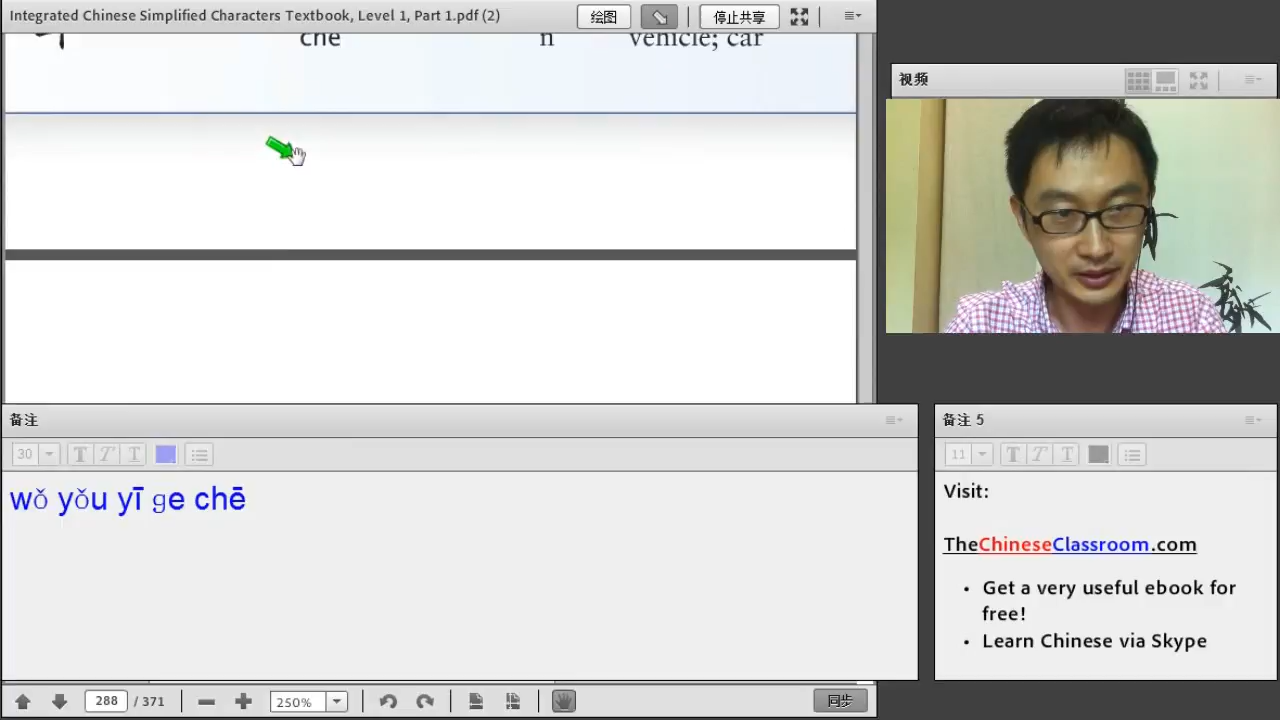 Integrated Chinese Simplified Characters Textbook, Level 1, Part 1.pdf (2)
绘图
停止共享
chē n vehicle; car
视频
备注
30 T T T
wǒ yǒu yī ge chē
备注 5
11 T T T
Visit:
TheChineseClassroom.com
• Get a very useful ebook for
free!
• Learn Chinese via Skype
288 / 371
250%
同步